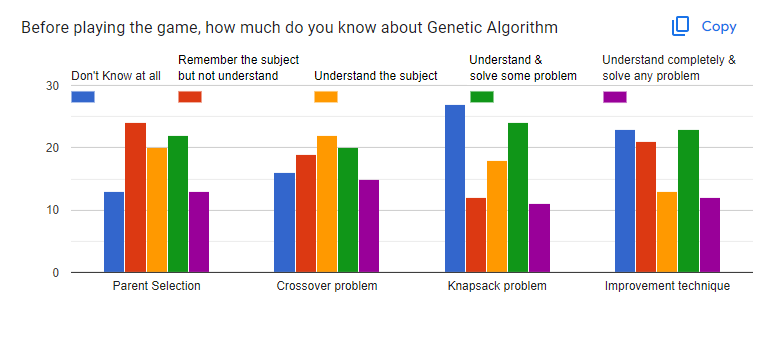 Before playing the game, how much do you know about Genetic Algorithm
Copy
Don't Know at all
Remember the subject
but not understand
Understand the subject
Understand &
solve some problem
Understand completely &
solve any problem
30
20
10
0
Parent Selection
Crossover problem
Knapsack problem
Improvement technique